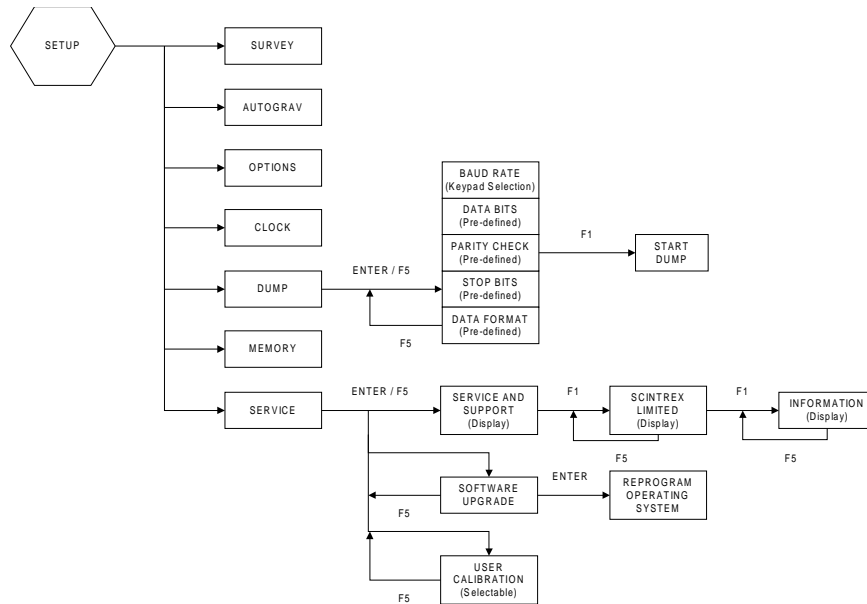 SETUP
SURVEY
AUTOGRAV
OPTIONS
CLOCK
DUMP
MEMORY
SERVICE
ENTER / F5
BAUD RATE
(Keypad Selection)
DATA BITS
(Pre-defined)
PARITY CHECK
(Pre-defined)
STOP BITS
(Pre-defined)
DATA FORMAT
(Pre-defined)
F5
F1
START
DUMP
ENTER / F5
SERVICE AND
SUPPORT
(Display)
F1
SCINTREX
LIMITED
(Display)
F5
F1
INFORMATION
(Display)
F5
SOFTWARE
UPGRADE
F5
ENTER
REPROGRAM
OPERATING
SYSTEM
USER
CALIBRATION
(Selectable)
F5